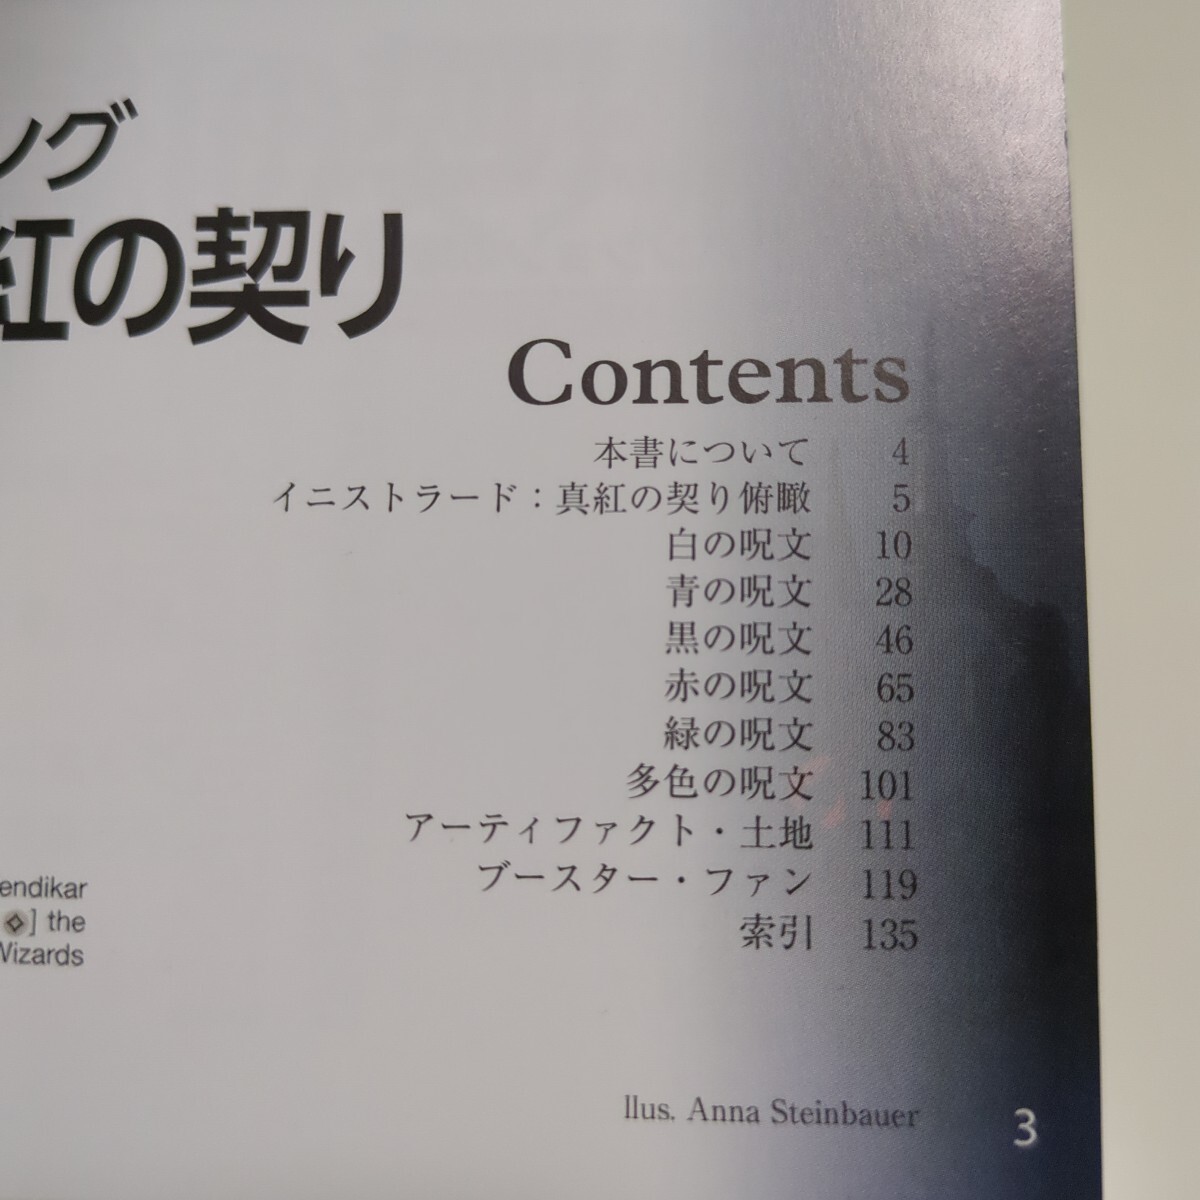 ング
紅の契り
Contents
本書について 4
イニストラード：真紅の契り俯瞰 5
白の呪文 10
青の呪文 28
黒の呪文 46
赤の呪文 65
緑の呪文 83
多色の呪文 101
アーティファクト・土地 111
ブースター・ファン 119
索引 135
endikar
] the
Wizards
Illus. Anna Steinbauer
3